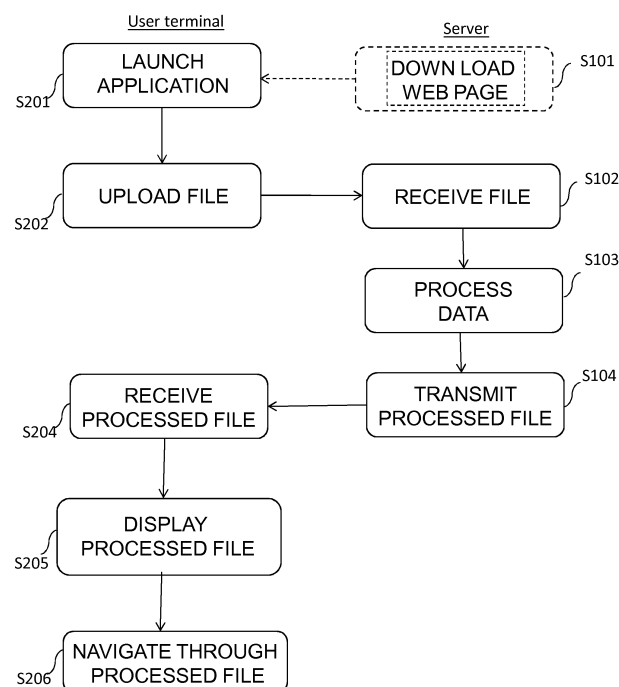 User terminal
Server
LAUNCH
APPLICATION
S201
DOWN LOAD
WEB PAGE
S101
UPLOAD FILE
S202
RECEIVE FILE
S102
PROCESS
DATA
S103
TRANSMIT
PROCESSED FILE
S104
RECEIVE
PROCESSED FILE
S204
DISPLAY
PROCESSED FILE
S205
NAVIGATE THROUGH
PROCESSED FILE
S206